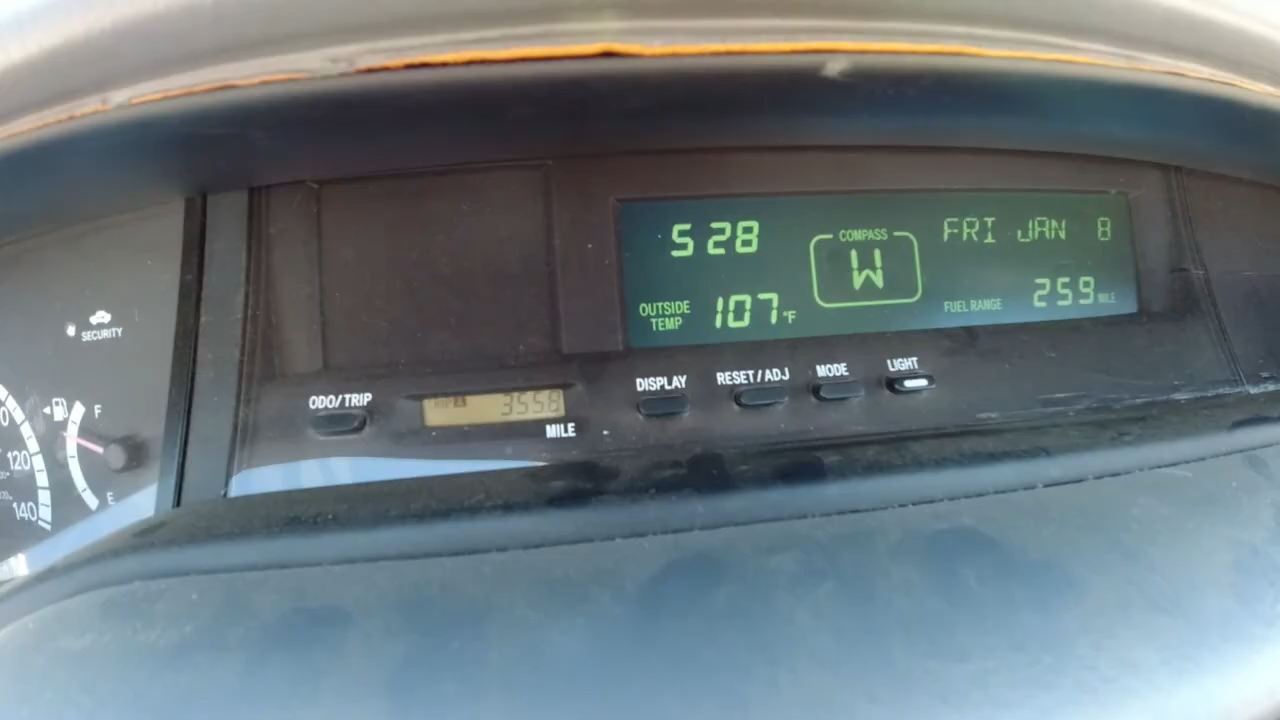 5 28
COMPASS
W
FRI JAN 8
OUTSIDE
TEMP
107°F
FUEL RANGE
259 MILE
SECURITY
F
E
120
140
ODO/TRIP
TRIP A 3558
MILE
DISPLAY
RESET/ADJ
MODE
LIGHT